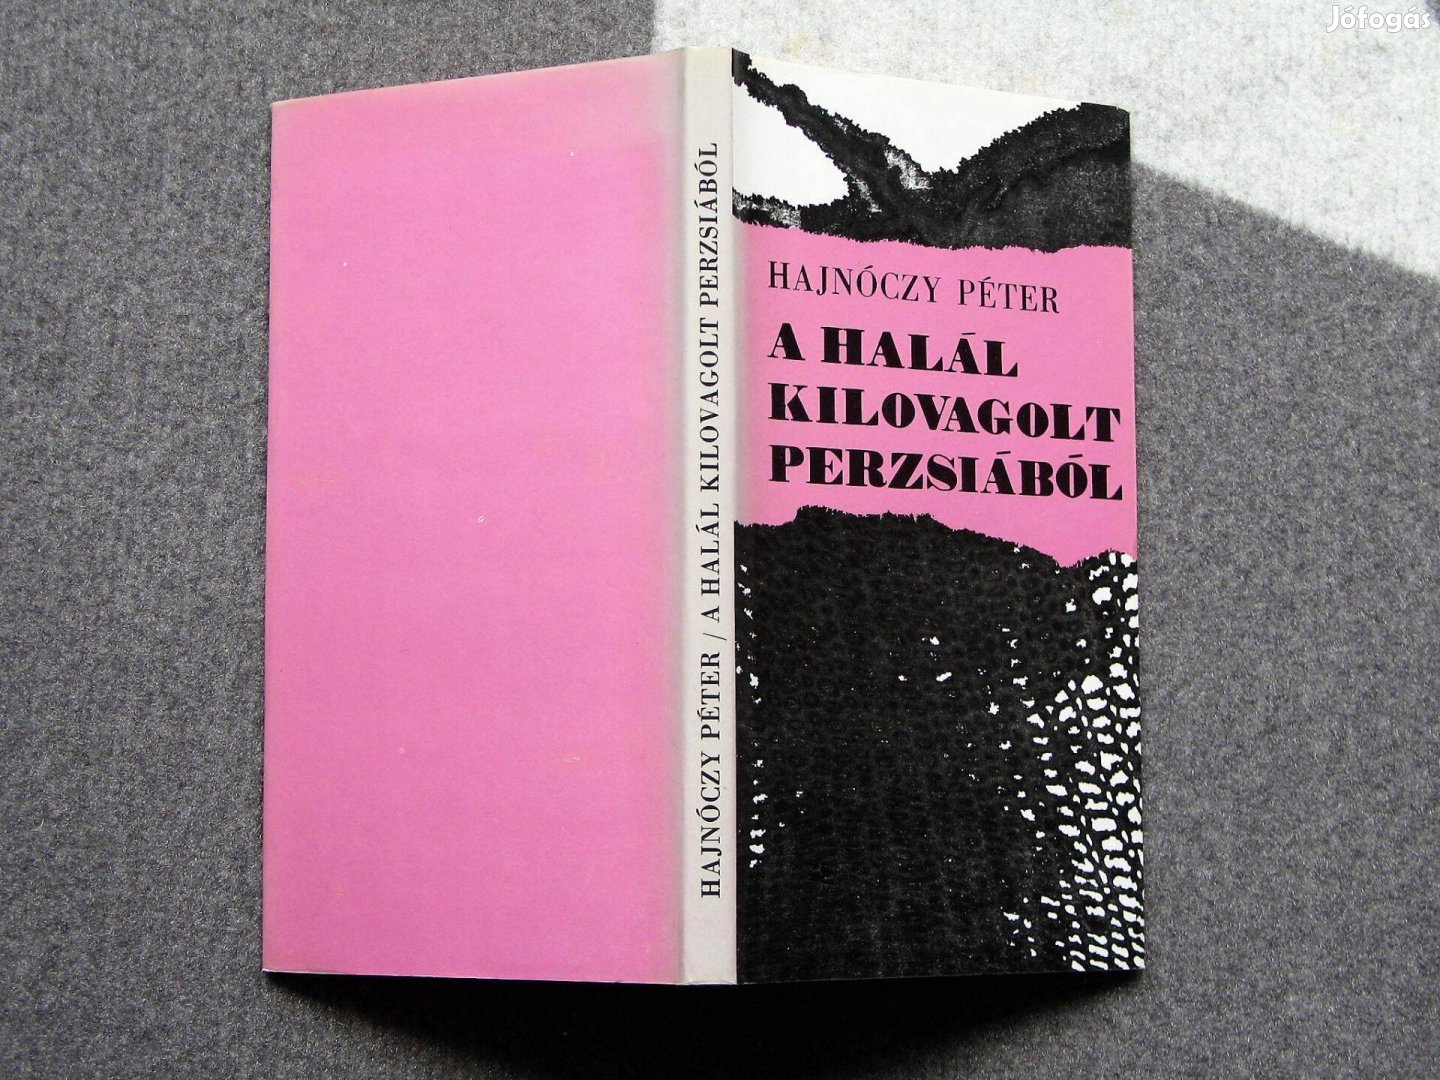 Jófogás
HAJNÓCZY PÉTER / A HALÁL KILOVAGOLT PERZSIÁBÓL
HAJNÓCZY PÉTER
A HALÁL
KILOVAGOLT
PERZSIÁBÓL